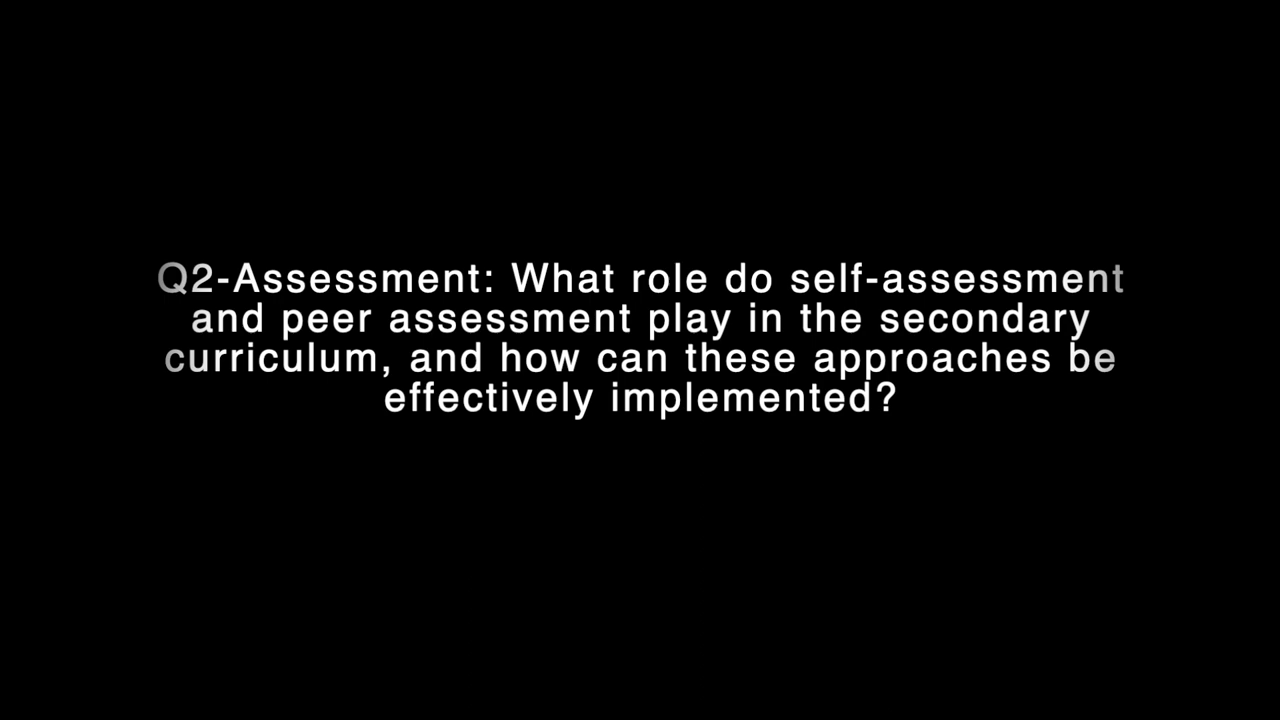 Q2-Assessment: What role do self-assessment
and peer assessment play in the secondary
curriculum, and how can these approaches be
effectively implemented?